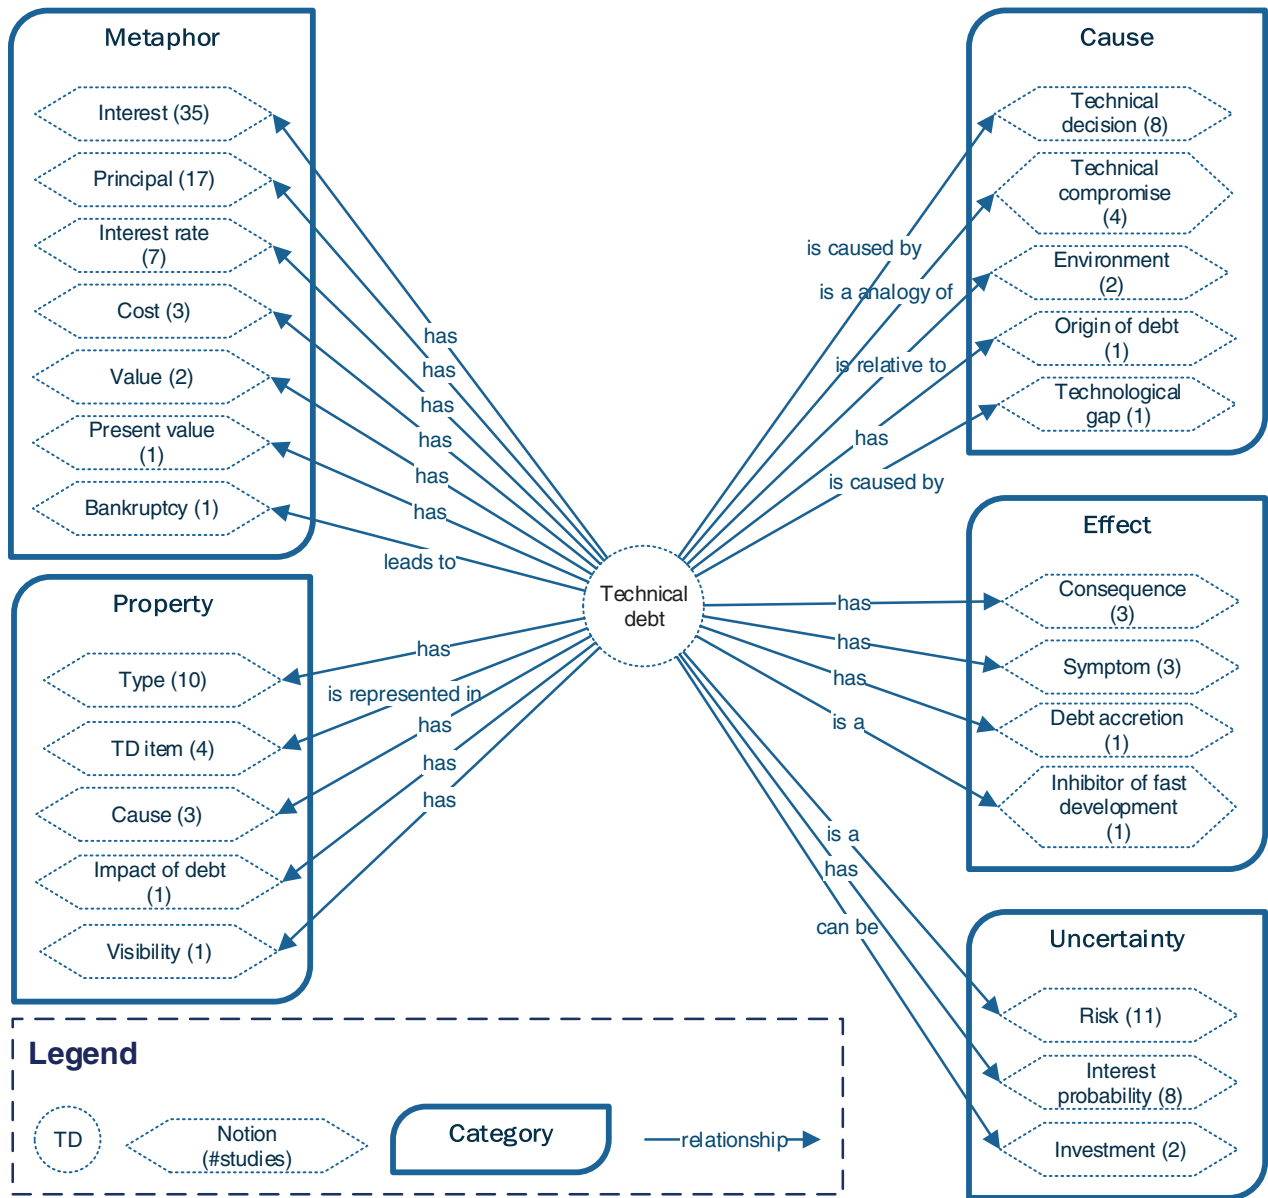 Metaphor
Interest (35)
Principal (17)
Interest rate
(7)
Cost (3)
Value (2)
Present value
(1)
Bankruptcy (1)
has
has
has
has
has
has
leads to
Property
Type (10)
TD item (4)
Cause (3)
Impact of debt
(1)
Visibility (1)
has
is represented in
has
has
has
Technical
debt
Cause
Technical
decision (8)
Technical
compromise
(4)
Environment
(2)
Origin of debt
(1)
Technological
gap (1)
is caused by
is a analogy of
is relative to
has
is caused by
Effect
Consequence
(3)
Symptom (3)
Debt accretion
(1)
Inhibitor of fast
development
(1)
has
has
has
is a
Uncertainty
Risk (11)
Interest
probability (8)
Investment (2)
is a
has
can be
Legend
TD
Notion
(#studies)
Category
relationship